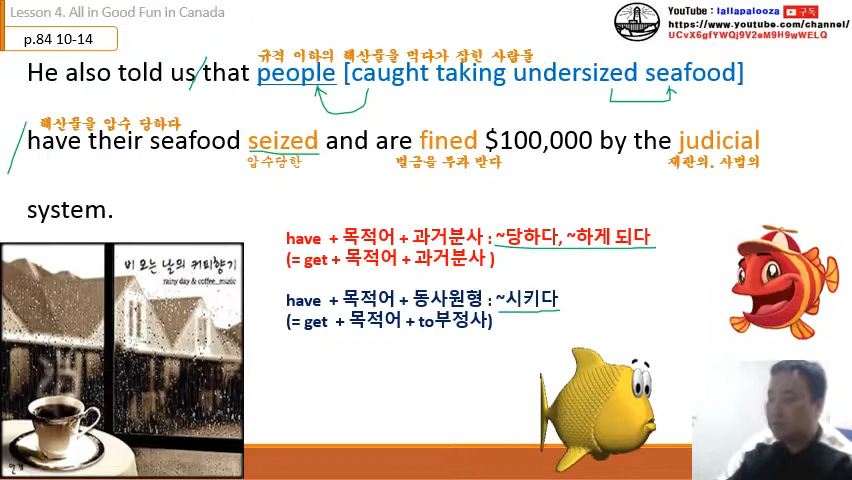 Lesson 4. All in Good Fun in Canada
YouTube : lallapalooza 구독
https://www.youtube.com/channel/
UCvX6gfYWQj9V2eM9H9wWELQ
p.84 10-14
규격 이하의 해산물을 먹다가 잡힌 사람들
He also told us that people [caught taking undersized seafood]
해산물을 압수 당하다
have their seafood seized and are fined $100,000 by the judicial
압수당한 벌금을 부과 받다 재판의. 사법의
system.
have + 목적어 + 과거분사 : ~당하다, ~하게 되다
(= get + 목적어 + 과거분사 )
have + 목적어 + 동사원형 : ~시키다
(= get + 목적어 + to부정사)
비 오는 날의 커피향기
rainy day & coffee_music